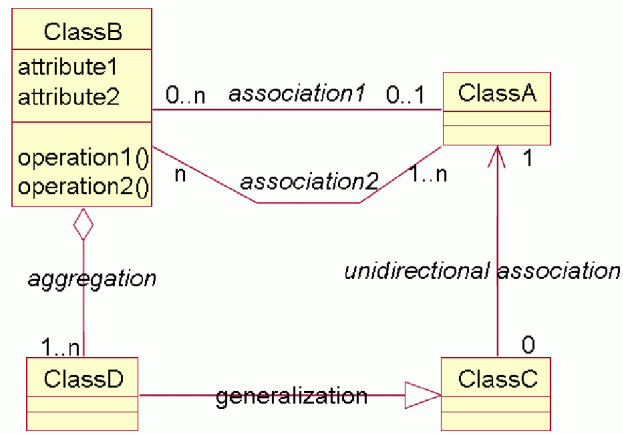 ClassB
attribute1
attribute2
operation1()
operation2()
0..n association1 0..1
ClassA
n association2 1..n
1
aggregation
unidirectional association
1..n
0
ClassD
generalization
ClassC